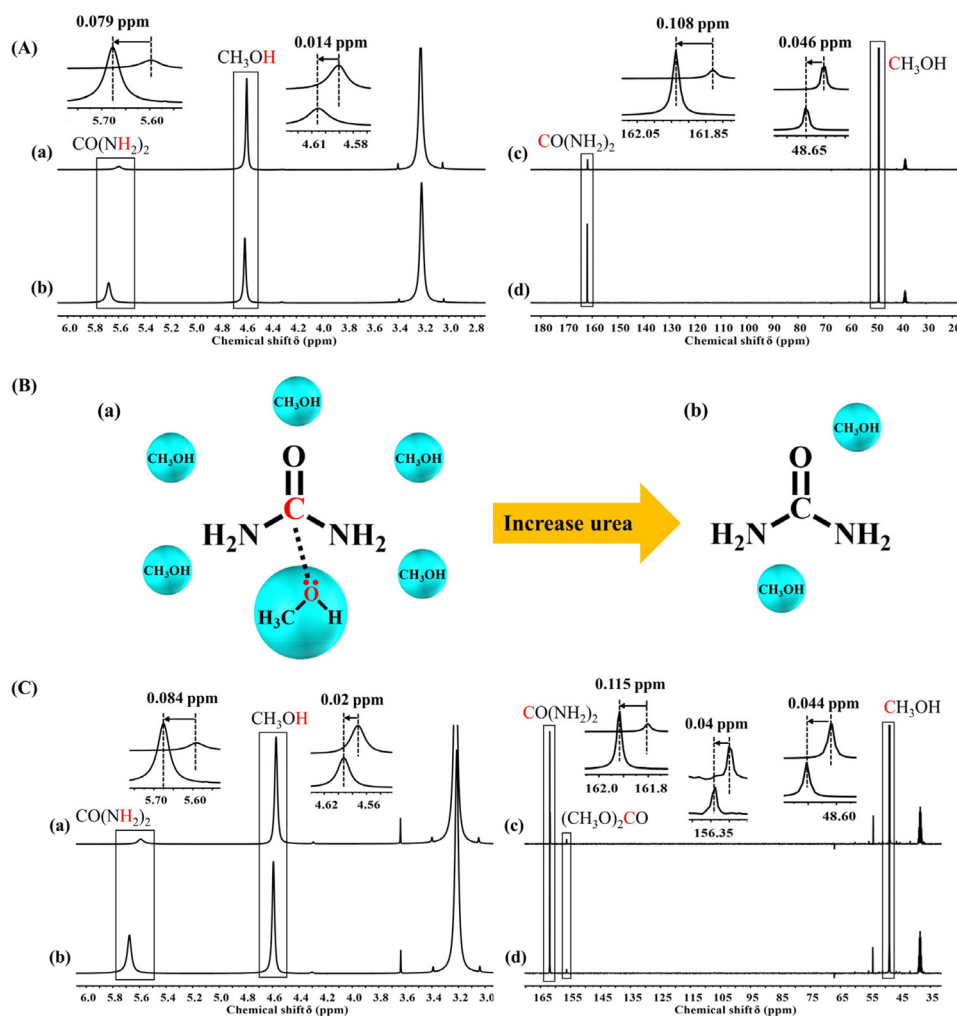 (A)
0.079 ppm
5.70 5.60
CO(NH₂)₂
CH₃OH
0.014 ppm
4.61 4.58
(a)
(b)
6.0 5.8 5.6 5.4 5.2 5.0 4.8 4.6 4.4 4.2 4.0 3.8 3.6 3.4 3.2 3.0 2.8
Chemical shift δ (ppm)
0.108 ppm
162.05 161.85
0.046 ppm
48.65
CH₃OH
CO(NH₂)₂
(c)
(d)
180 170 160 150 140 130 120 110 100 90 80 70 60 50 40 30
Chemical shift δ (ppm)
(B)
(a)
CH₃OH
CH₃OH
CH₃OH
O
C
H₂N NH₂
CH₃OH
CH₃OH
O
H₃C H
Increase urea
(b)
CH₃OH
O
C
H₂N NH₂
CH₃OH
(C)
0.084 ppm
5.70 5.60
CO(NH₂)₂
CH₃OH
0.02 ppm
4.62 4.56
(a)
(b)
6.0 5.8 5.6 5.4 5.2 5.0 4.8 4.6 4.4 4.2 4.0 3.8 3.6 3.4 3.2 3.0
Chemical shift δ (ppm)
CO(NH₂)₂
0.115 ppm
162.0 161.8
0.04 ppm
156.35
(CH₃O)₂CO
0.044 ppm
48.60
CH₃OH
(c)
(d)
165 155 145 135 125 115 105 95 85 75 65 55 45 35
Chemical shift δ (ppm)